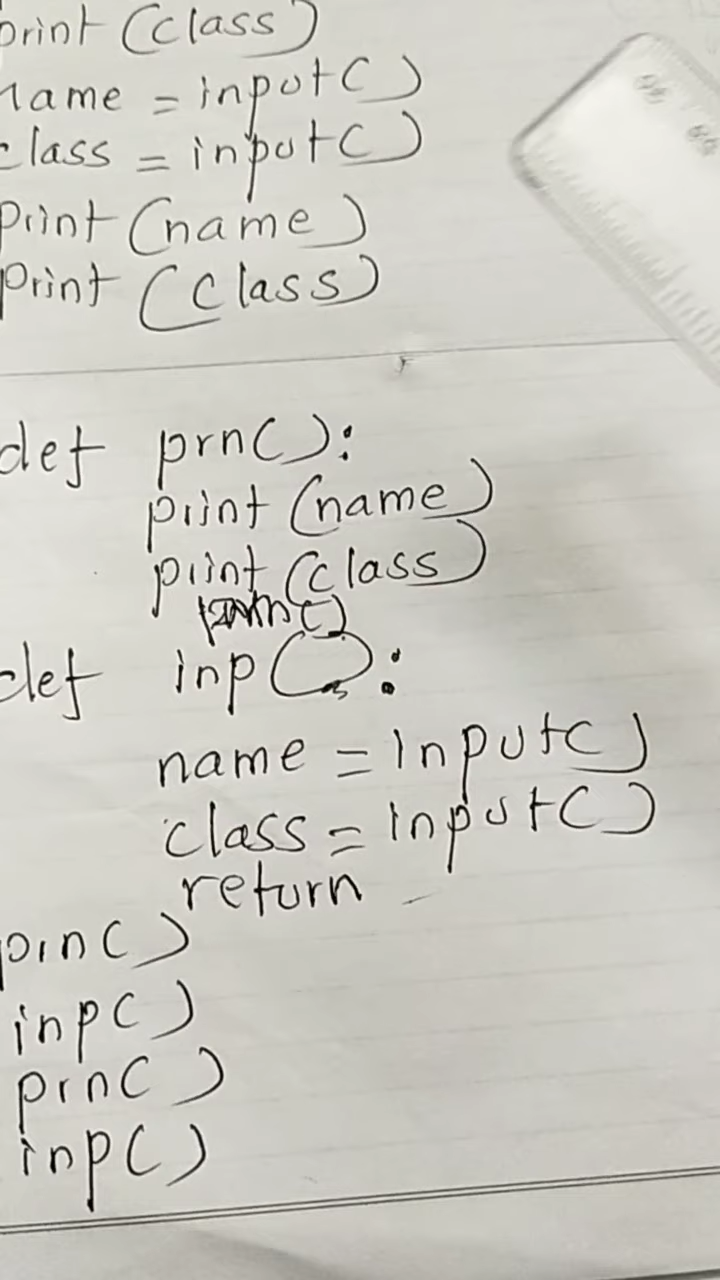 print (class)
name = input()
class = input()
print (name)
print (class)
def prn():
print (name)
print (class)
def inp():
name = input()
class = input()
return
prn()
inp()
prn()
inp()